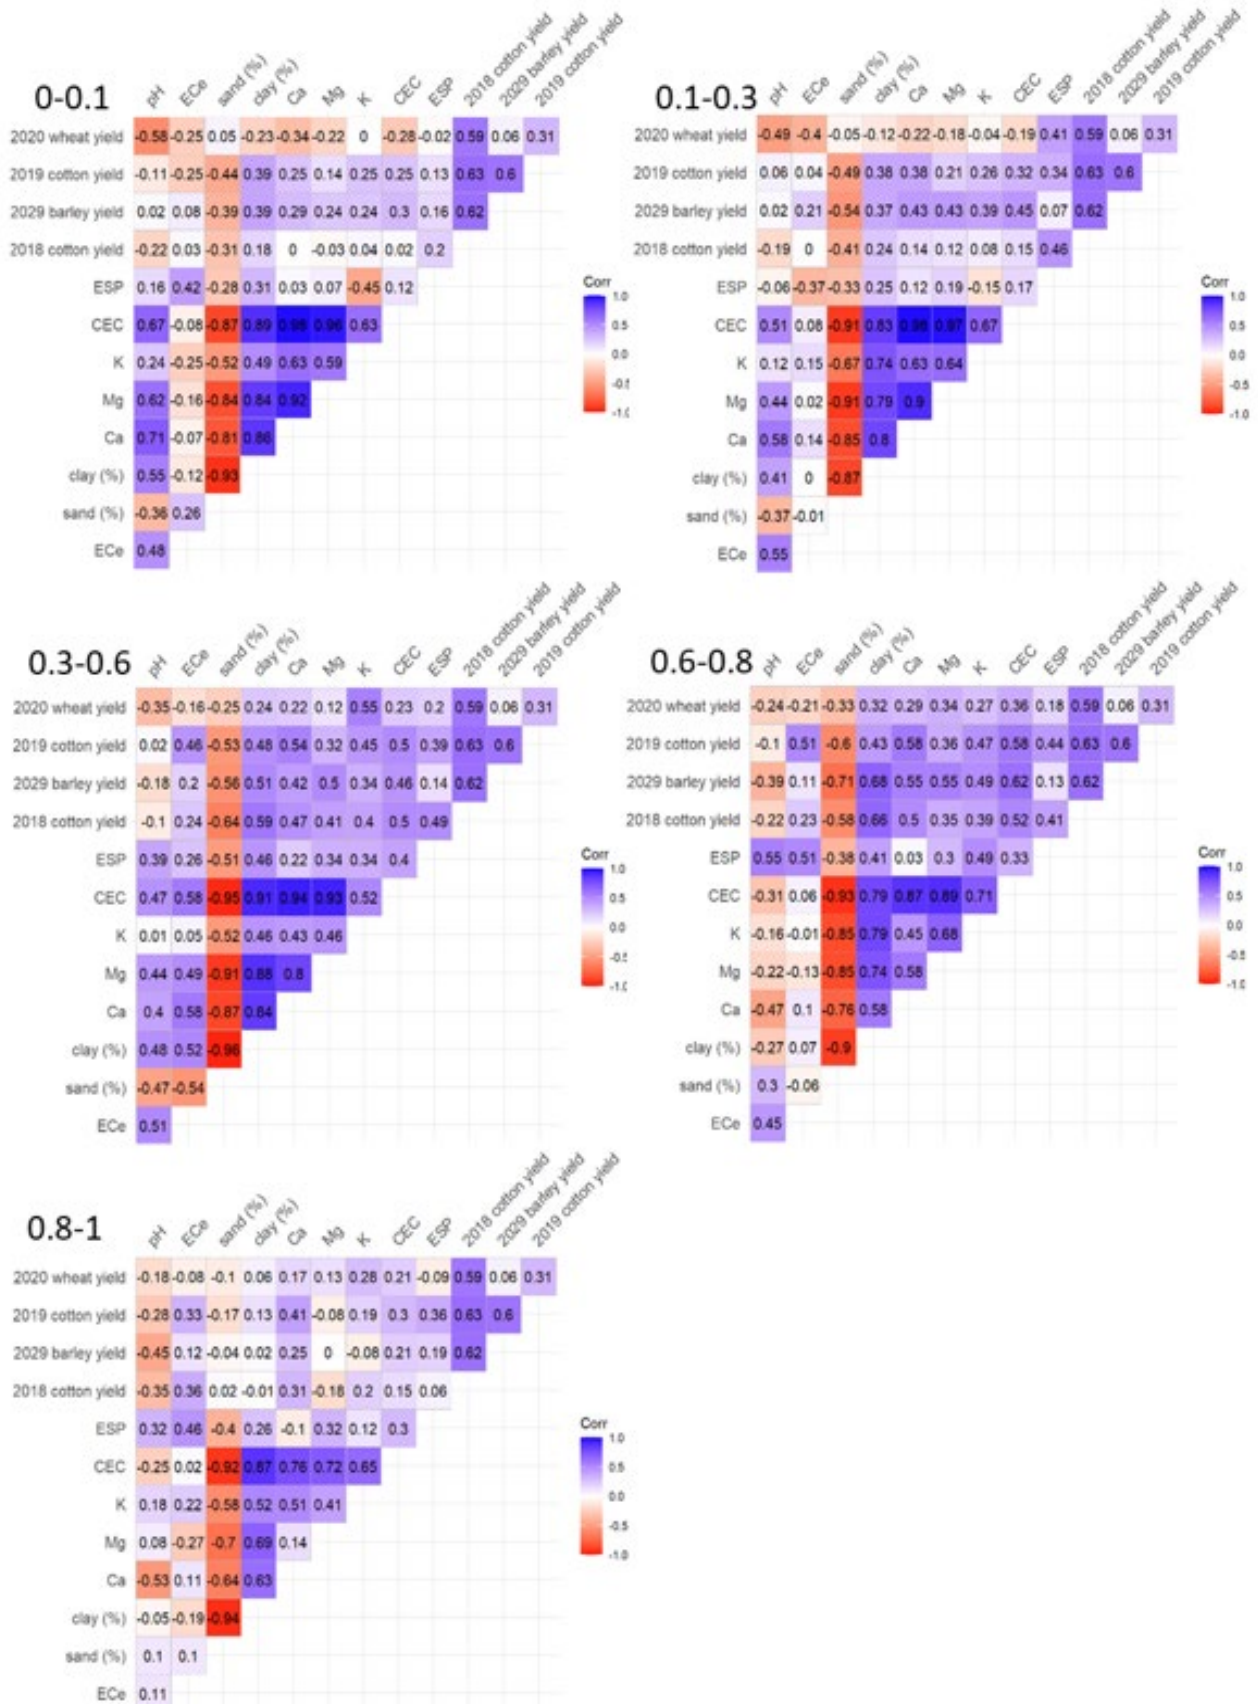 0-0.1
pH ECe sand (%) clay (%) Ca Mg K CEC ESP 2018 cotton yield 2029 barley yield 2019 cotton yield
2020 wheat yield -0.58 -0.25 0.05 -0.23 -0.34 -0.22 0 -0.28 -0.02 0.59 0.06 0.31
2019 cotton yield -0.11 -0.25 -0.44 0.39 0.25 0.14 0.25 0.25 0.13 0.63 0.6
2029 barley yield 0.02 0.08 -0.39 0.39 0.29 0.24 0.24 0.3 0.16 0.62
2018 cotton yield -0.22 0.03 -0.31 0.18 0 -0.03 0.04 0.02 0.2
ESP 0.16 0.42 -0.28 0.31 0.03 0.07 -0.45 0.12
CEC 0.67 -0.08 -0.87 0.89 0.98 0.96 0.63
K 0.24 -0.25 -0.52 0.49 0.63 0.59
Mg 0.62 -0.16 -0.84 0.84 0.92
Ca 0.71 -0.07 -0.81 0.86
clay (%) 0.55 -0.12 -0.93
sand (%) -0.36 0.26
ECe 0.48
Corr
1.0
0.5
0.0
-0.5
-1.0
0.1-0.3
pH ECe sand (%) clay (%) Ca Mg K CEC ESP 2018 cotton yield 2029 barley yield 2019 cotton yield
2020 wheat yield -0.49 -0.4 -0.05 -0.12 -0.22 -0.18 -0.04 -0.19 0.41 0.59 0.06 0.31
2019 cotton yield 0.06 0.04 -0.49 0.38 0.38 0.21 0.26 0.32 0.34 0.63 0.6
2029 barley yield 0.02 0.21 -0.54 0.37 0.43 0.43 0.39 0.45 0.07 0.62
2018 cotton yield -0.19 0 -0.41 0.24 0.14 0.12 0.08 0.15 0.46
ESP -0.06 -0.37 -0.33 0.25 0.12 0.19 -0.15 0.17
CEC 0.51 0.08 -0.91 0.83 0.98 0.97 0.67
K 0.12 0.15 -0.67 0.74 0.63 0.64
Mg 0.44 0.02 -0.91 0.79 0.9
Ca 0.58 0.14 -0.85 0.8
clay (%) 0.41 0 -0.87
sand (%) -0.37 -0.01
ECe 0.55
Corr
1.0
0.5
0.0
-0.5
-1.0
0.3-0.6
pH ECe sand (%) clay (%) Ca Mg K CEC ESP 2018 cotton yield 2029 barley yield 2019 cotton yield
2020 wheat yield -0.35 -0.16 -0.25 0.24 0.22 0.12 0.55 0.23 0.2 0.59 0.06 0.31
2019 cotton yield 0.02 0.46 -0.53 0.48 0.54 0.32 0.45 0.5 0.39 0.63 0.6
2029 barley yield -0.18 0.2 -0.56 0.51 0.42 0.5 0.34 0.46 0.14 0.62
2018 cotton yield -0.1 0.24 -0.64 0.59 0.47 0.41 0.4 0.5 0.49
ESP 0.39 0.26 -0.51 0.46 0.22 0.34 0.34 0.4
CEC 0.47 0.58 -0.95 0.91 0.94 0.93 0.52
K 0.01 0.05 -0.52 0.46 0.43 0.46
Mg 0.44 0.49 -0.91 0.88 0.8
Ca 0.4 0.58 -0.87 0.84
clay (%) 0.48 0.52 -0.96
sand (%) -0.47 -0.54
ECe 0.51
Corr
1.0
0.5
0.0
-0.5
-1.0
0.6-0.8
pH ECe sand (%) clay (%) Ca Mg K CEC ESP 2018 cotton yield 2029 barley yield 2019 cotton yield
2020 wheat yield -0.24 -0.21 -0.33 0.32 0.29 0.34 0.27 0.36 0.18 0.59 0.06 0.31
2019 cotton yield -0.1 0.51 -0.6 0.43 0.58 0.36 0.47 0.58 0.44 0.63 0.6
2029 barley yield -0.39 0.11 -0.71 0.68 0.55 0.55 0.49 0.62 0.13 0.62
2018 cotton yield -0.22 0.23 -0.58 0.66 0.5 0.35 0.39 0.52 0.41
ESP 0.55 0.51 -0.38 0.41 0.03 0.3 0.49 0.33
CEC -0.31 0.06 -0.93 0.79 0.87 0.89 0.71
K -0.16 -0.01 -0.85 0.79 0.45 0.68
Mg -0.22 -0.13 -0.85 0.74 0.58
Ca -0.47 0.1 -0.76 0.58
clay (%) -0.27 0.07 -0.9
sand (%) 0.3 -0.06
ECe 0.45
Corr
1.0
0.5
0.0
-0.5
-1.0
0.8-1
pH ECe sand (%) clay (%) Ca Mg K CEC ESP 2018 cotton yield 2029 barley yield 2019 cotton yield
2020 wheat yield -0.18 -0.08 -0.1 0.06 0.17 0.13 0.28 0.21 -0.09 0.59 0.06 0.31
2019 cotton yield -0.28 0.33 -0.17 0.13 0.41 -0.08 0.19 0.3 0.36 0.63 0.6
2029 barley yield -0.45 0.12 -0.04 0.02 0.25 0 -0.08 0.21 0.19 0.62
2018 cotton yield -0.35 0.36 0.02 -0.01 0.31 -0.18 0.2 0.15 0.06
ESP 0.32 0.46 -0.4 0.26 -0.1 0.32 0.12 0.3
CEC -0.25 0.02 -0.92 0.87 0.76 0.72 0.65
K 0.18 0.22 -0.58 0.52 0.51 0.41
Mg 0.08 -0.27 -0.7 0.69 0.14
Ca -0.53 0.11 -0.64 0.63
clay (%) -0.05 -0.19 -0.94
sand (%) 0.1 0.1
ECe 0.11
Corr
1.0
0.5
0.0
-0.5
-1.0